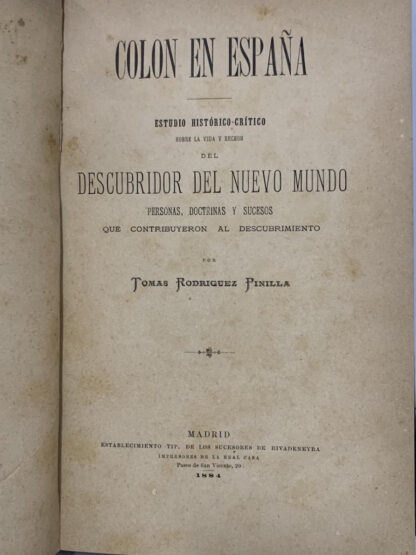 COLON EN ESPAÑA
ESTUDIO HISTÓRICO-CRÍTICO
SOBRE LA VIDA Y HECHOS
DEL
DESCUBRIDOR DEL NUEVO MUNDO
PERSONAS, DOCTRINAS Y SUCESOS
QUE CONTRIBUYERON AL DESCUBRIMIENTO
POR
TOMAS RODRIGUEZ PINILLA
MADRID
ESTABLECIMIENTO TIP. DE LOS SUCESORES DE RIVADENEYRA
IMPRESORES DE LA REAL CASA
Paseo de San Vicente, 20
1884